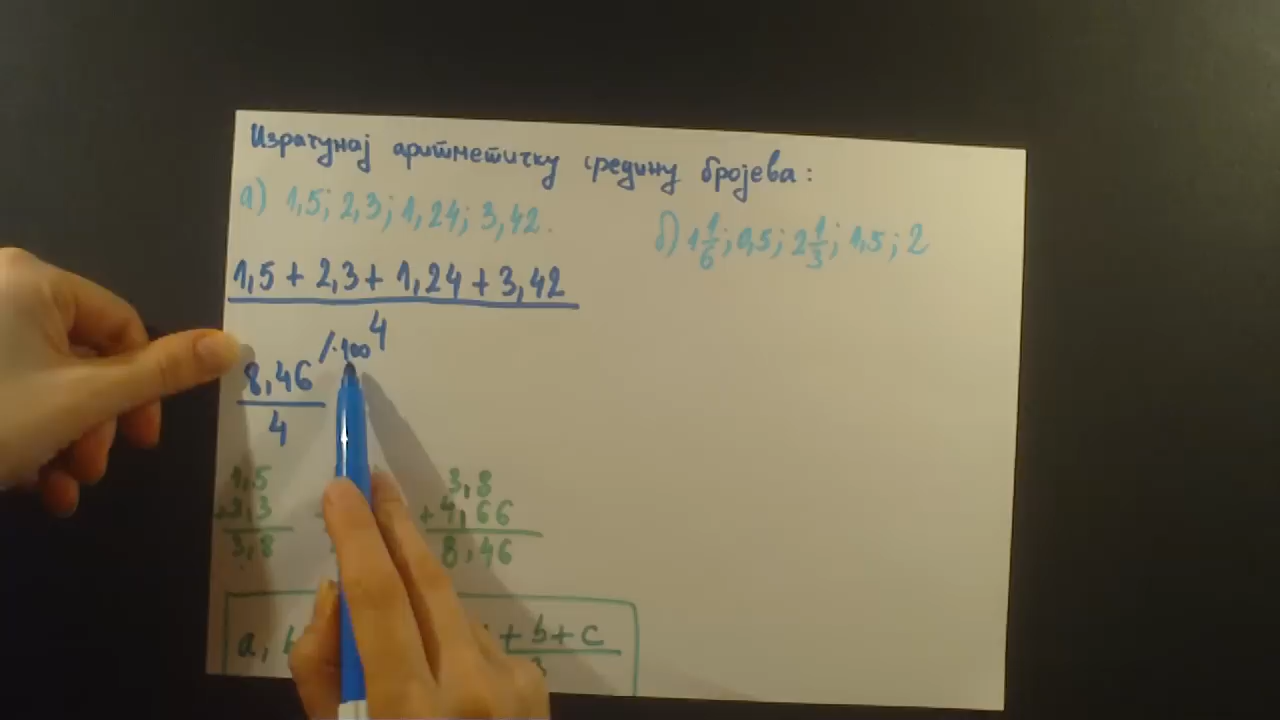 Израчунај аритметичку средину бројева:
а) 1,5; 2,3; 1,24; 3,42.
б) 1 1/6; 0,5; 2 1/3; 1,5; 2
1,5 + 2,3 + 1,24 + 3,42
4
/·100
8,46
4
1,5
+2,3
3,8
3,8
+4,66
8,46
a,
+ b + c